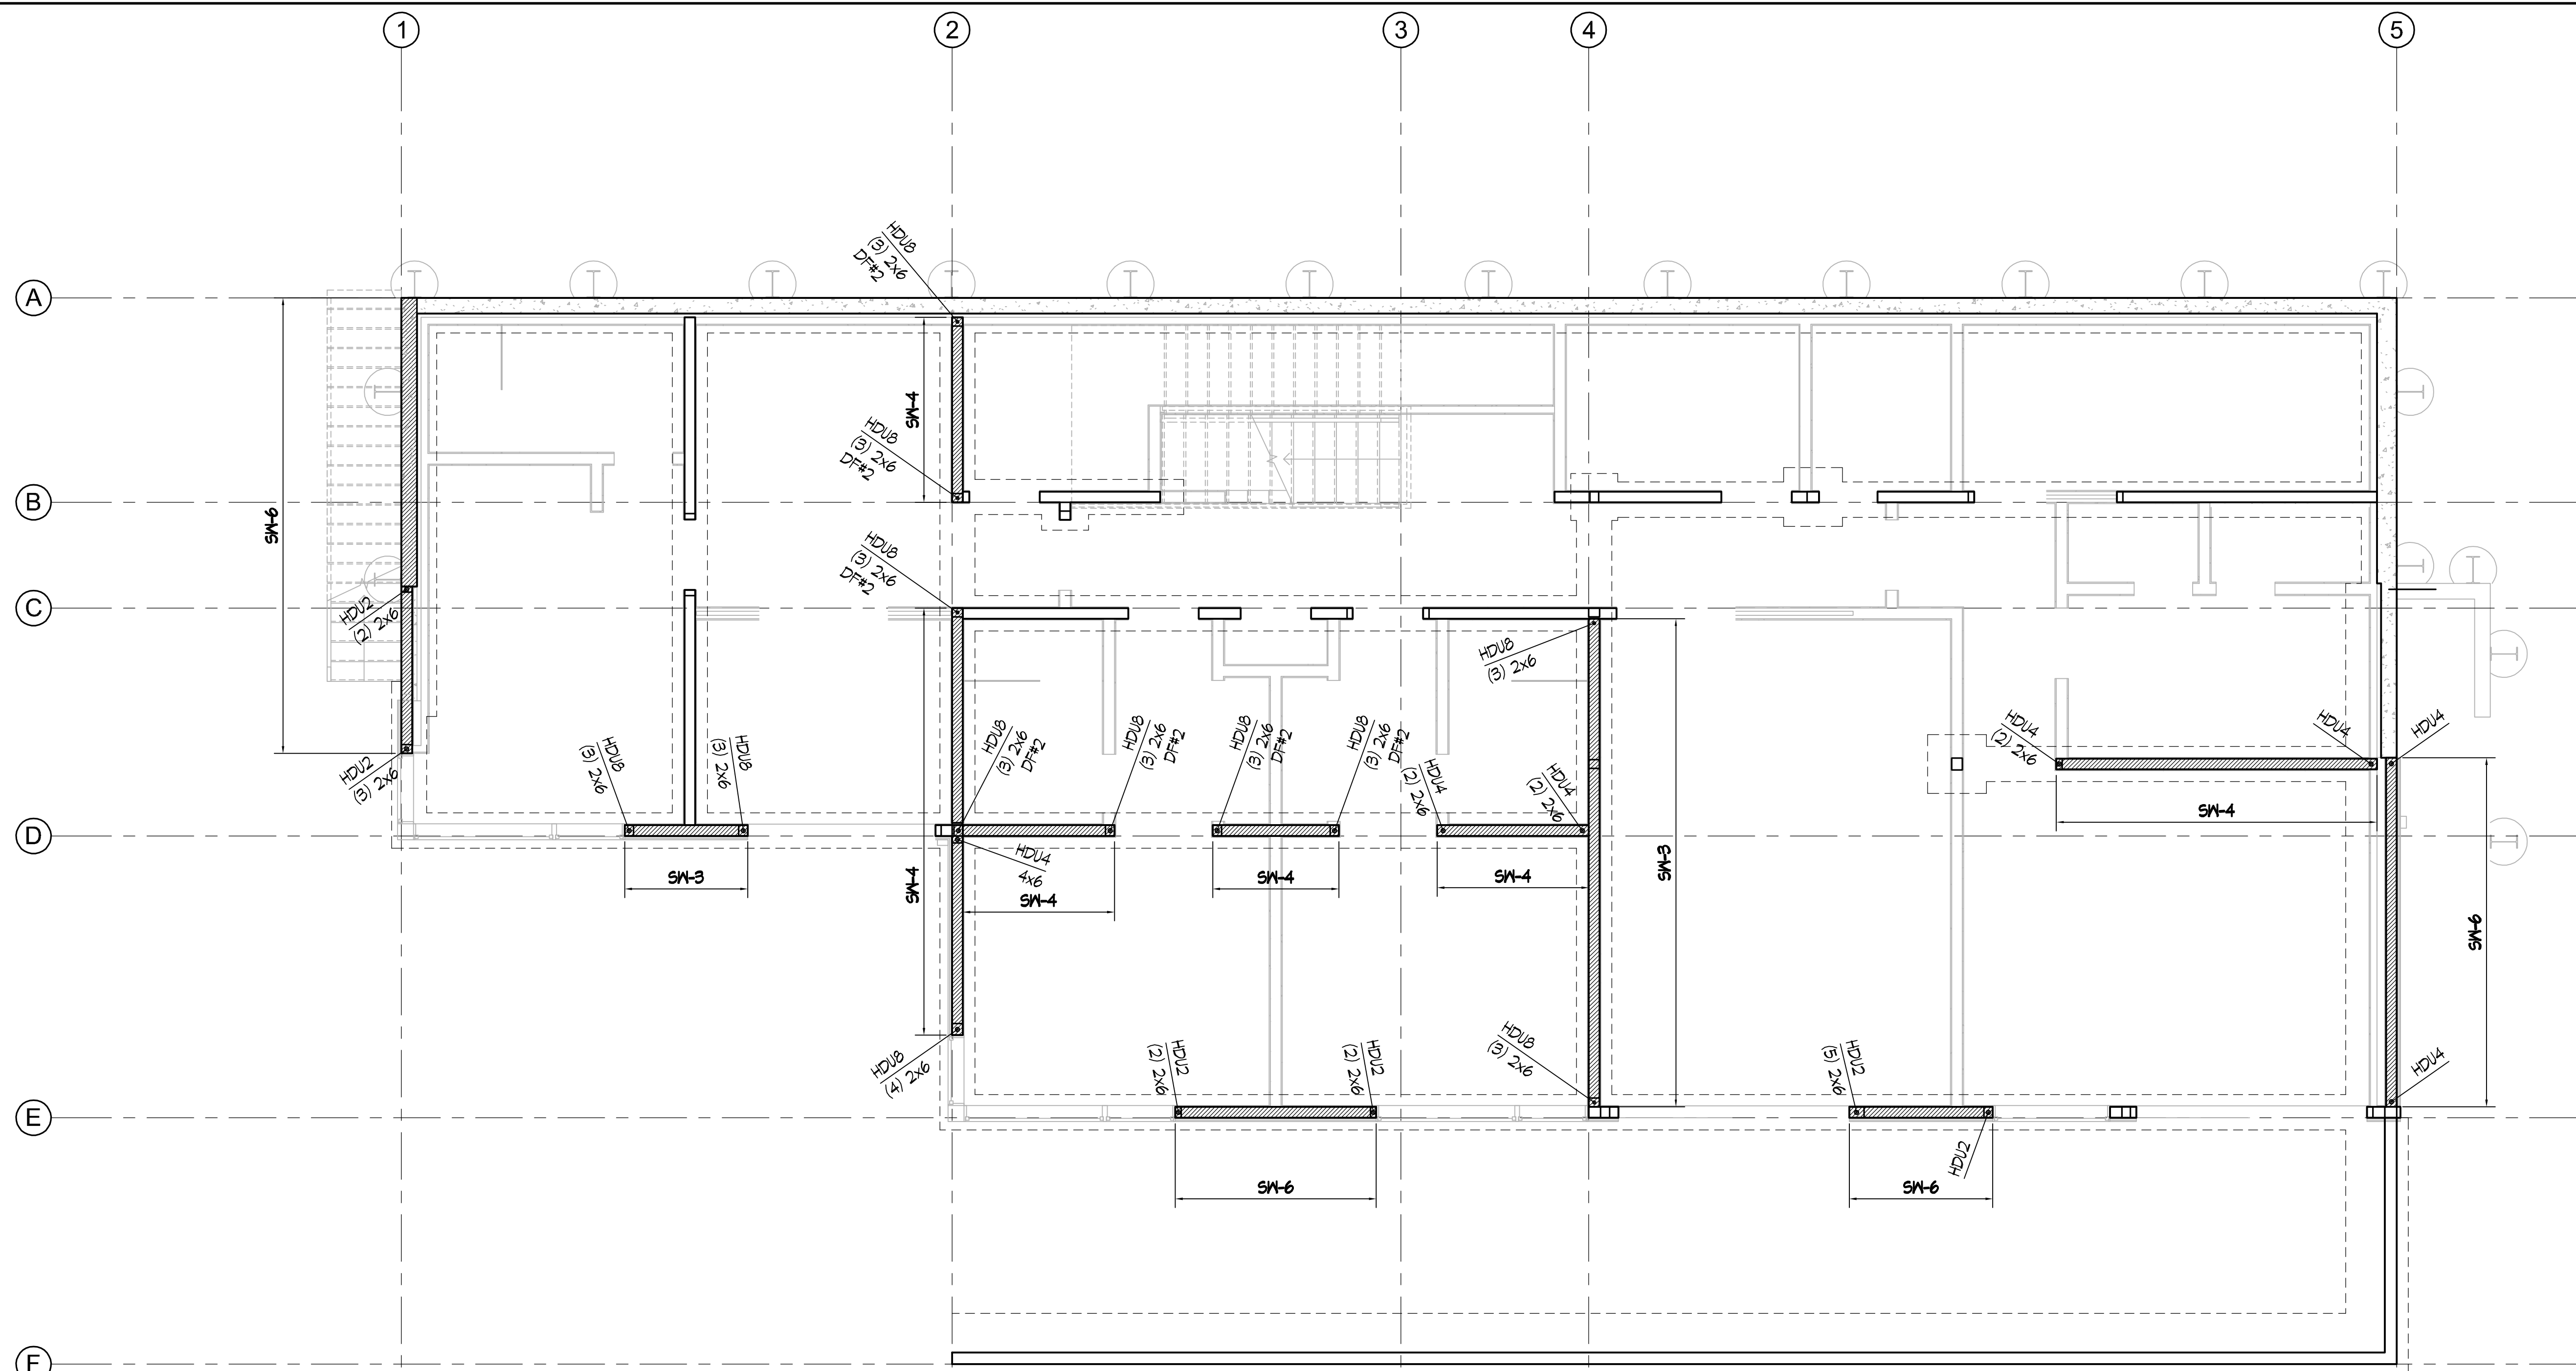 1
2
3
4
5
A
HDU8
(3) 2x6
DF#2
SW-4
HDU8
(3) 2x6
DF#2
B
SW-6
HDU8
(3) 2x6
DF#2
C
HDU2
(2) 2x6
HDU8
(3) 2x6
HDU2
(3) 2x6
HDU8
(3) 2x6
HDU8
(3) 2x6
HDU8
(3) 2x6
DF#2
HDU8
(3) 2x6
DF#2
HDU8
(3) 2x6
DF#2
HDU8
(3) 2x6
DF#2
HDU4
(2) 2x6
HDU4
(2) 2x6
HDU4
(2) 2x6
HDU4
HDU4
SW-4
D
HDU4
4x6
SW-3
SW-4
SW-4
SW-4
SW-4
SW-3
SW-6
HDU8
(4) 2x6
HDU2
(2) 2x6
HDU2
(2) 2x6
HDU8
(3) 2x6
HDU2
(5) 2x6
HDU4
E
HDU2
SW-6
SW-6
F